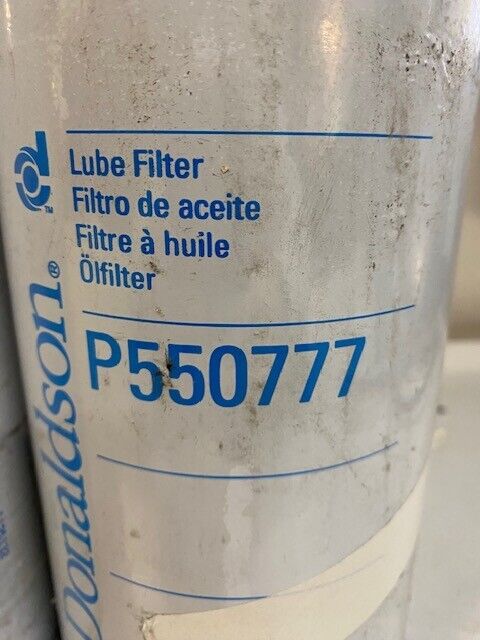 Lube Filter
Filtro de aceite
Filtre à huile
Ölfilter
P550777
Donaldson®